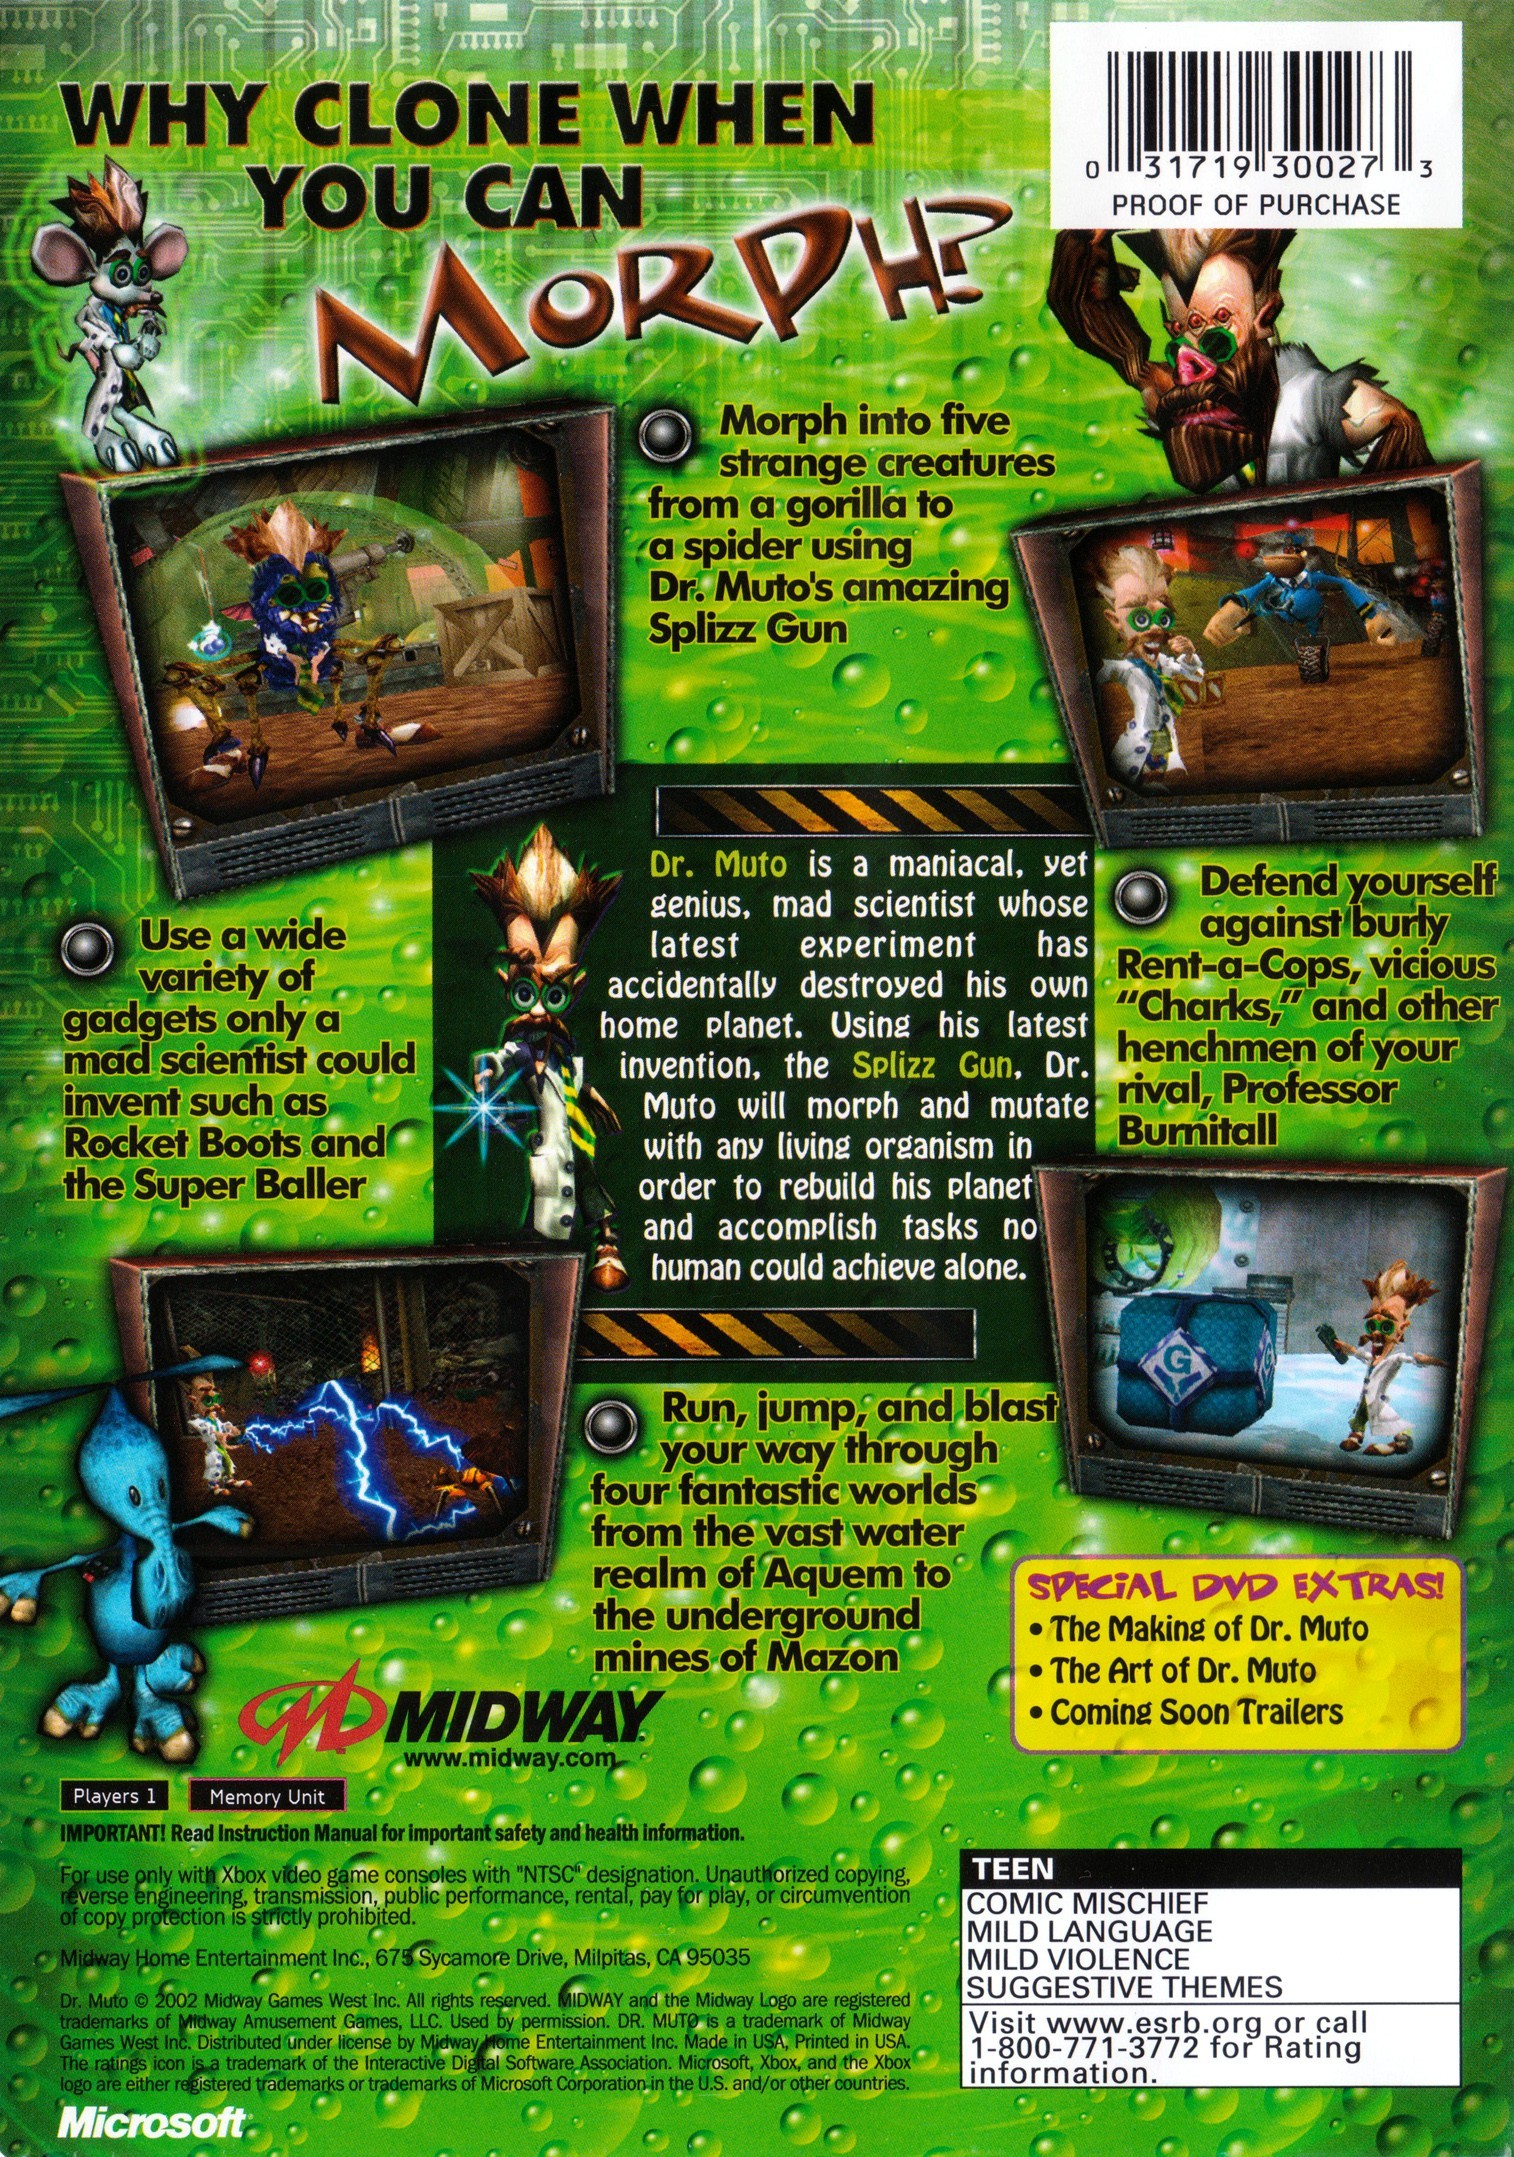 WHY CLONE WHEN
YOU CAN
MORPH?
0 31719 30027 3
PROOF OF PURCHASE
Morph into five
strange creatures
from a gorilla to
a spider using
Dr. Muto's amazing
Splizz Gun
Dr. Muto is a maniacal, yet
genius, mad scientist whose
latest experiment has
accidentally destroyed his own
home planet. Using his latest
invention, the Splizz Gun, Dr.
Muto will morph and mutate
with any living organism in
order to rebuild his planet
and accomplish tasks no
human could achieve alone.
Use a wide
variety of
gadgets only a
mad scientist could
invent such as
Rocket Boots and
the Super Baller
Defend yourself
against burly
Rent-a-Cops, vicious
“Charks,” and other
henchmen of your
rival, Professor
Burnitall
G
G
Run, jump, and blast
your way through
four fantastic worlds
from the vast water
realm of Aquem to
the underground
mines of Mazon
SPECIAL DVD EXTRAS!
• The Making of Dr. Muto
• The Art of Dr. Muto
• Coming Soon Trailers
MIDWAY
www.midway.com
Players 1
Memory Unit
IMPORTANT! Read Instruction Manual for important safety and health information.
For use only with Xbox video game consoles with "NTSC" designation. Unauthorized copying,
reverse engineering, transmission, public performance, rental, pay for play, or circumvention
of copy protection is strictly prohibited.
Midway Home Entertainment Inc., 675 Sycamore Drive, Milpitas, CA 95035
Dr. Muto © 2002 Midway Games West Inc. All rights reserved. MIDWAY and the Midway Logo are registered
trademarks of Midway Amusement Games, LLC. Used by permission. DR. MUTO is a trademark of Midway
Games West Inc. Distributed under license by Midway Home Entertainment Inc. Made in USA, Printed in USA.
The ratings icon is a trademark of the Interactive Digital Software Association. Microsoft, Xbox, and the Xbox
logo are either registered trademarks or trademarks of Microsoft Corporation in the U.S. and/or other countries.
Microsoft
TEEN
COMIC MISCHIEF
MILD LANGUAGE
MILD VIOLENCE
SUGGESTIVE THEMES
Visit www.esrb.org or call
1-800-771-3772 for Rating
information.